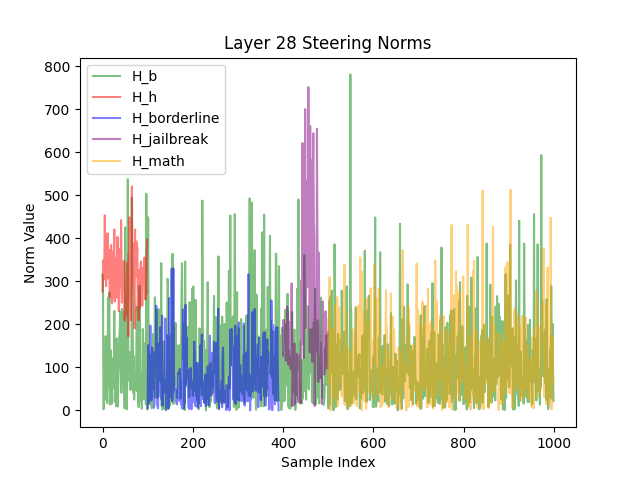 Layer 28 Steering Norms
800
700
600
500
400
300
200
100
0
Norm Value
H_b
H_h
H_borderline
H_jailbreak
H_math
0
200
400
600
800
1000
Sample Index